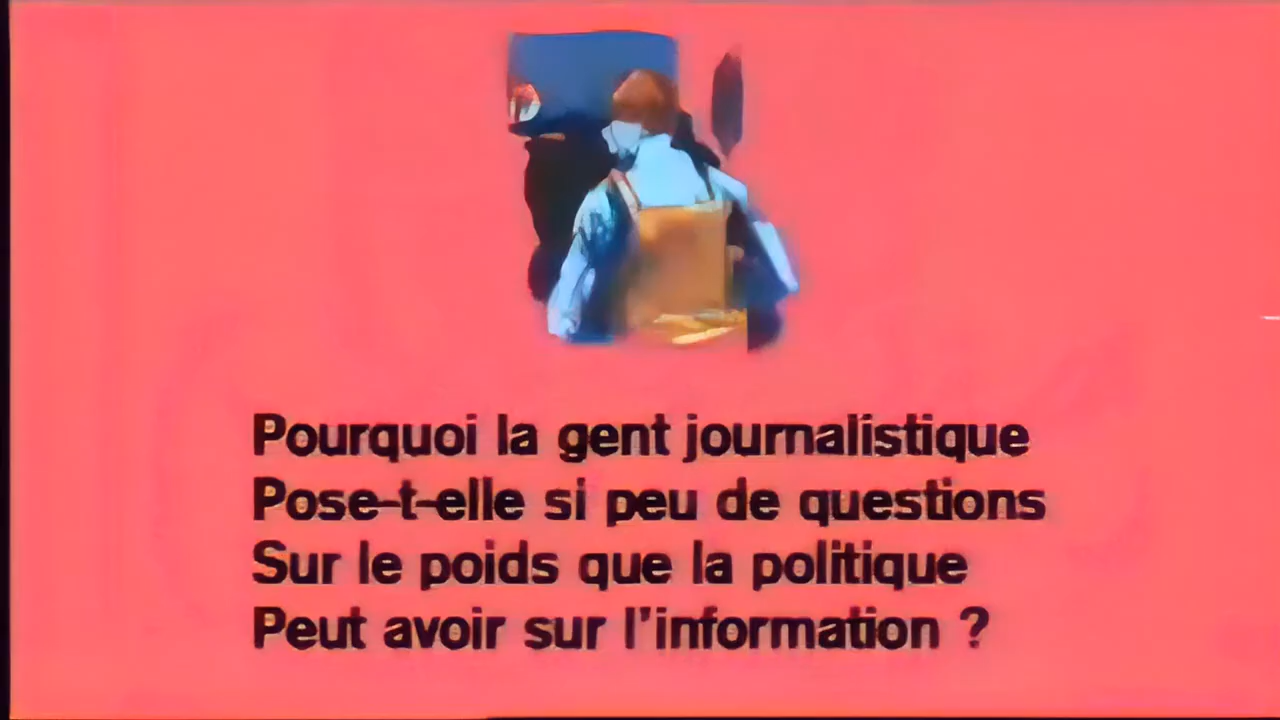 Pourquoi la gent journalistique
Pose-t-elle si peu de questions
Sur le poids que la politique
Peut avoir sur l'information ?